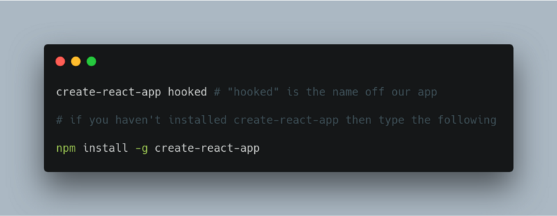 create-react-app hooked # "hooked" is the name off our app
# if you haven't installed create-react-app then type the following
npm install -g create-react-app